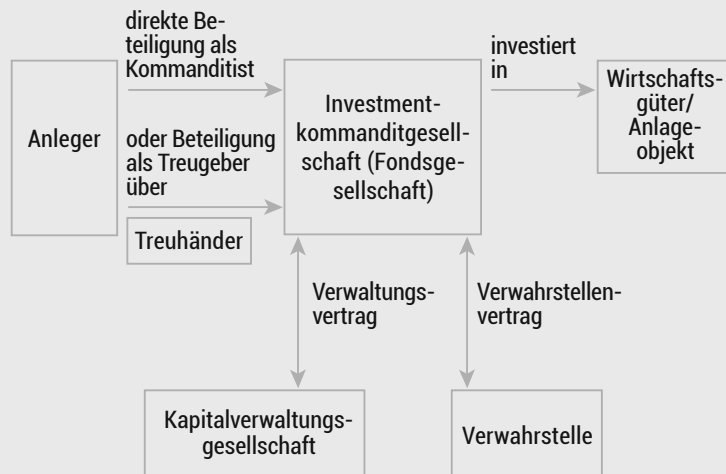 direkte Be-
teiligung als
Kommanditist
Anleger
oder Beteiligung
als Treugeber
über
Treuhänder
Investment-
kommanditgesell-
schaft (Fondsge-
sellschaft)
investiert
in
Wirtschafts-
güter/
Anlage-
objekt
Verwaltungs-
vertrag
Verwahrstellen-
vertrag
Kapitalverwaltungs-
gesellschaft
Verwahrstelle